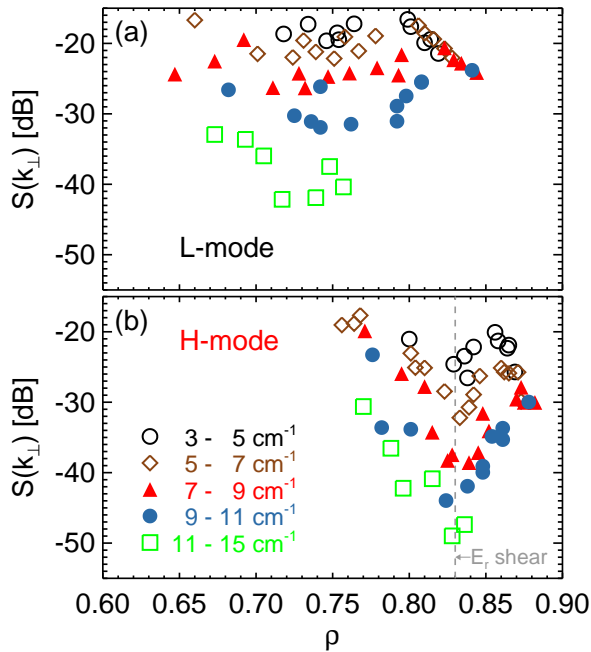 (a)
-20
-30
-40
-50
S(k⊥) [dB]
L-mode
(b)
H-mode
-20
-30
-40
-50
S(k⊥) [dB]
3 - 5 cm⁻¹
5 - 7 cm⁻¹
7 - 9 cm⁻¹
9 - 11 cm⁻¹
11 - 15 cm⁻¹
Er shear
0.60 0.65 0.70 0.75 0.80 0.85 0.90
ρ